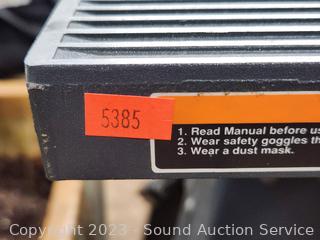 5385
1. Read Manual before us
2. Wear safety goggles th
3. Wear a dust mask.
Copyright 2023 - Sound Auction Service